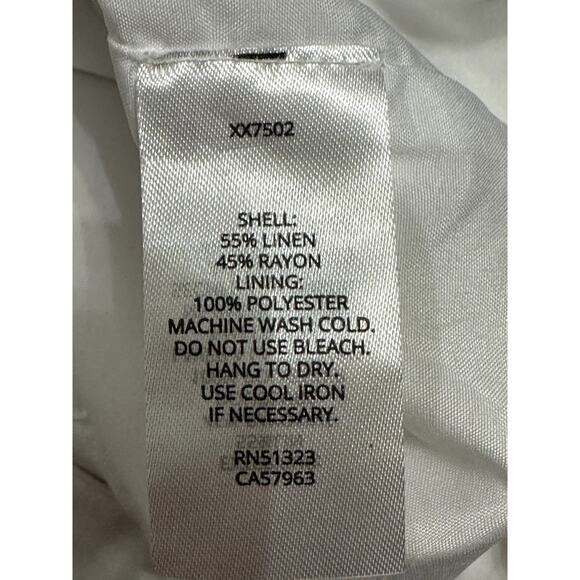 XX7502
SHELL:
55% LINEN
45% RAYON
LINING:
100% POLYESTER
MACHINE WASH COLD.
DO NOT USE BLEACH.
HANG TO DRY.
USE COOL IRON
IF NECESSARY.
RN51323
CA57963